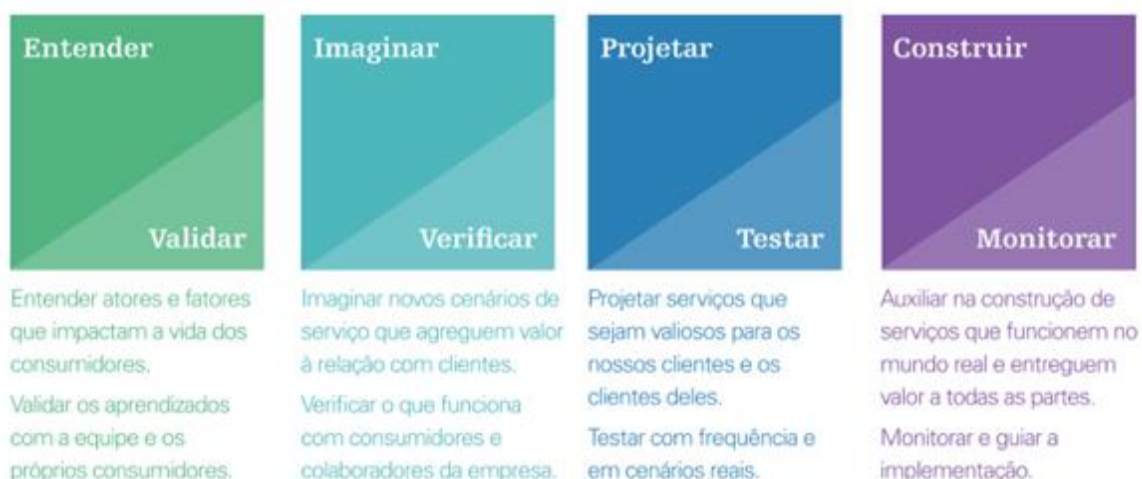 Entender
Validar
Entender atores e fatores
que impactam a vida dos
consumidores.
Validar os aprendizados
com a equipe e os
próprios consumidores.
Imaginar
Verificar
Imaginar novos cenários de
serviço que agreguem valor
à relação com clientes.
Verificar o que funciona
com consumidores e
colaboradores da empresa.
Projetar
Testar
Projetar serviços que
sejam valiosos para os
nossos clientes e os
clientes deles.
Testar com frequência e
em cenários reais.
Construir
Monitorar
Auxiliar na construção de
serviços que funcionem no
mundo real e entreguem
valor a todas as partes.
Monitorar e guiar a
implementação.